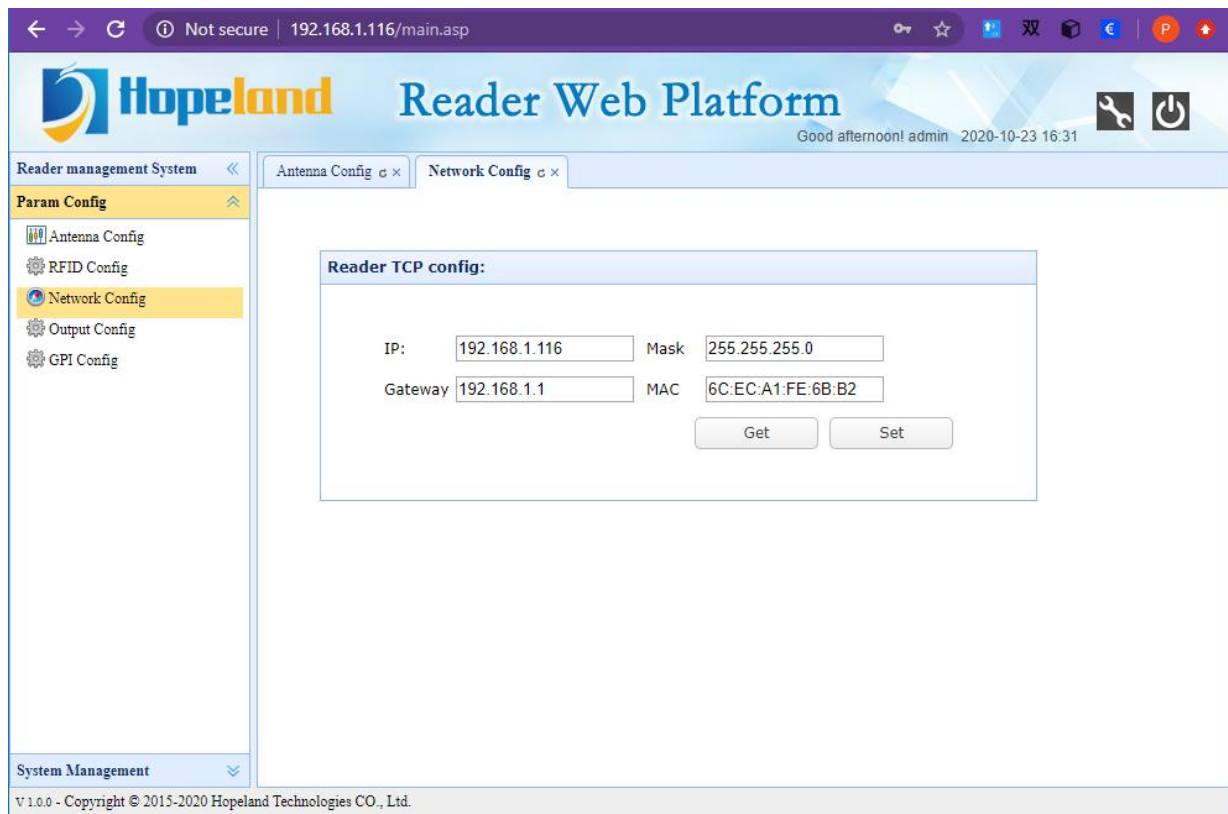 Not secure | 192.168.1.116/main.asp
双 € P
Hopeland Reader Web Platform
Good afternoon! admin 2020-10-23 16:31
Reader management System
Antenna Config
Network Config
Param Config
Antenna Config
RFID Config
Network Config
Output Config
GPI Config
Reader TCP config:
IP: 192.168.1.116 Mask 255.255.255.0
Gateway 192.168.1.1 MAC 6C:EC:A1:FE:6B:B2
Get Set
System Management
V 1.0.0 - Copyright © 2015-2020 Hopeland Technologies CO., Ltd.